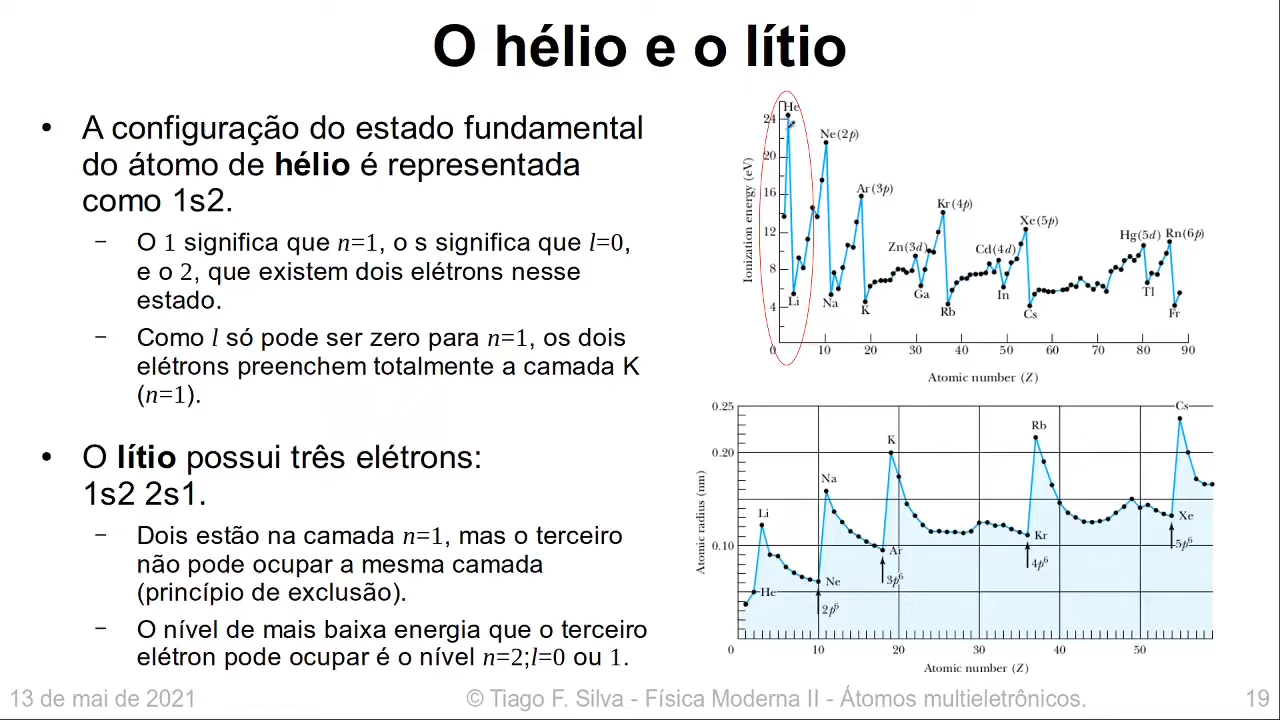 O hélio e o lítio
• A configuração do estado fundamental
do átomo de hélio é representada
como 1s2.
– O 1 significa que n=1, o s significa que l=0,
e o 2, que existem dois elétrons nesse
estado.
– Como l só pode ser zero para n=1, os dois
elétrons preenchem totalmente a camada K
(n=1).
• O lítio possui três elétrons:
1s2 2s1.
– Dois estão na camada n=1, mas o terceiro
não pode ocupar a mesma camada
(princípio de exclusão).
– O nível de mais baixa energia que o terceiro
elétron pode ocupar é o nível n=2;l=0 ou 1.
Ionization energy (eV)
24
20
16
12
8
4
He
Ne(2p)
Ar(3p)
Kr(4p)
Xe(5p)
Zn(3d)
Cd(4d)
Hg(5d) Rn(6p)
Li
Na
K
Ga
Rb
In
Cs
Tl
Fr
0 10 20 30 40 50 60 70 80 90
Atomic number (Z)
Atomic radius (nm)
0.25
0.20
0.10
Li
He
Na
Ne
2p6
K
Ar
3p6
Rb
Kr
4p6
Cs
Xe
5p6
0 10 20 30 40 50
Atomic number (Z)
13 de mai de 2021
© Tiago F. Silva - Física Moderna II - Átomos multieletrônicos.
19